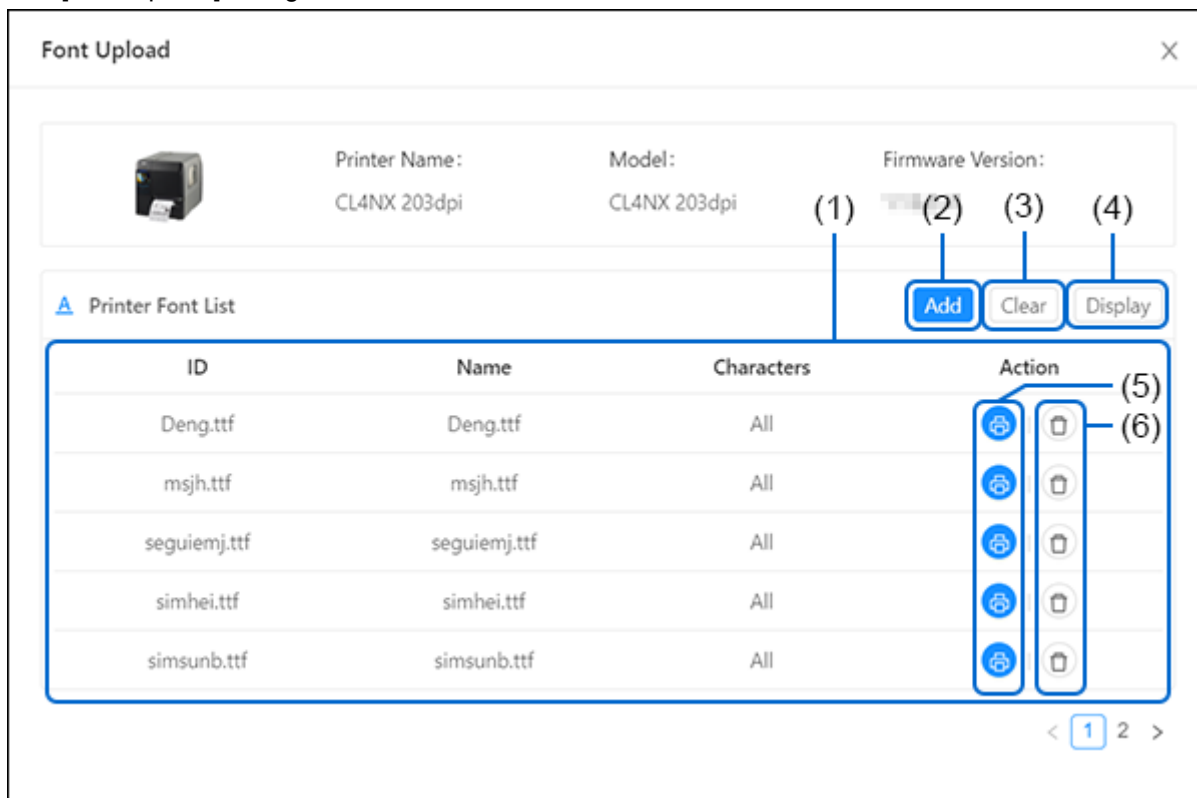 Font Upload
Printer Name: Model: Firmware Version:
CL4NX 203dpi CL4NX 203dpi
(1) (2) (3) (4)
A Printer Font List Add Clear Display
ID Name Characters Action
(5)
Deng.ttf Deng.ttf All
(6)
msjh.ttf msjh.ttf All
seguiemj.ttf seguiemj.ttf All
simhei.ttf simhei.ttf All
simsunb.ttf simsunb.ttf All
< 1 2 >